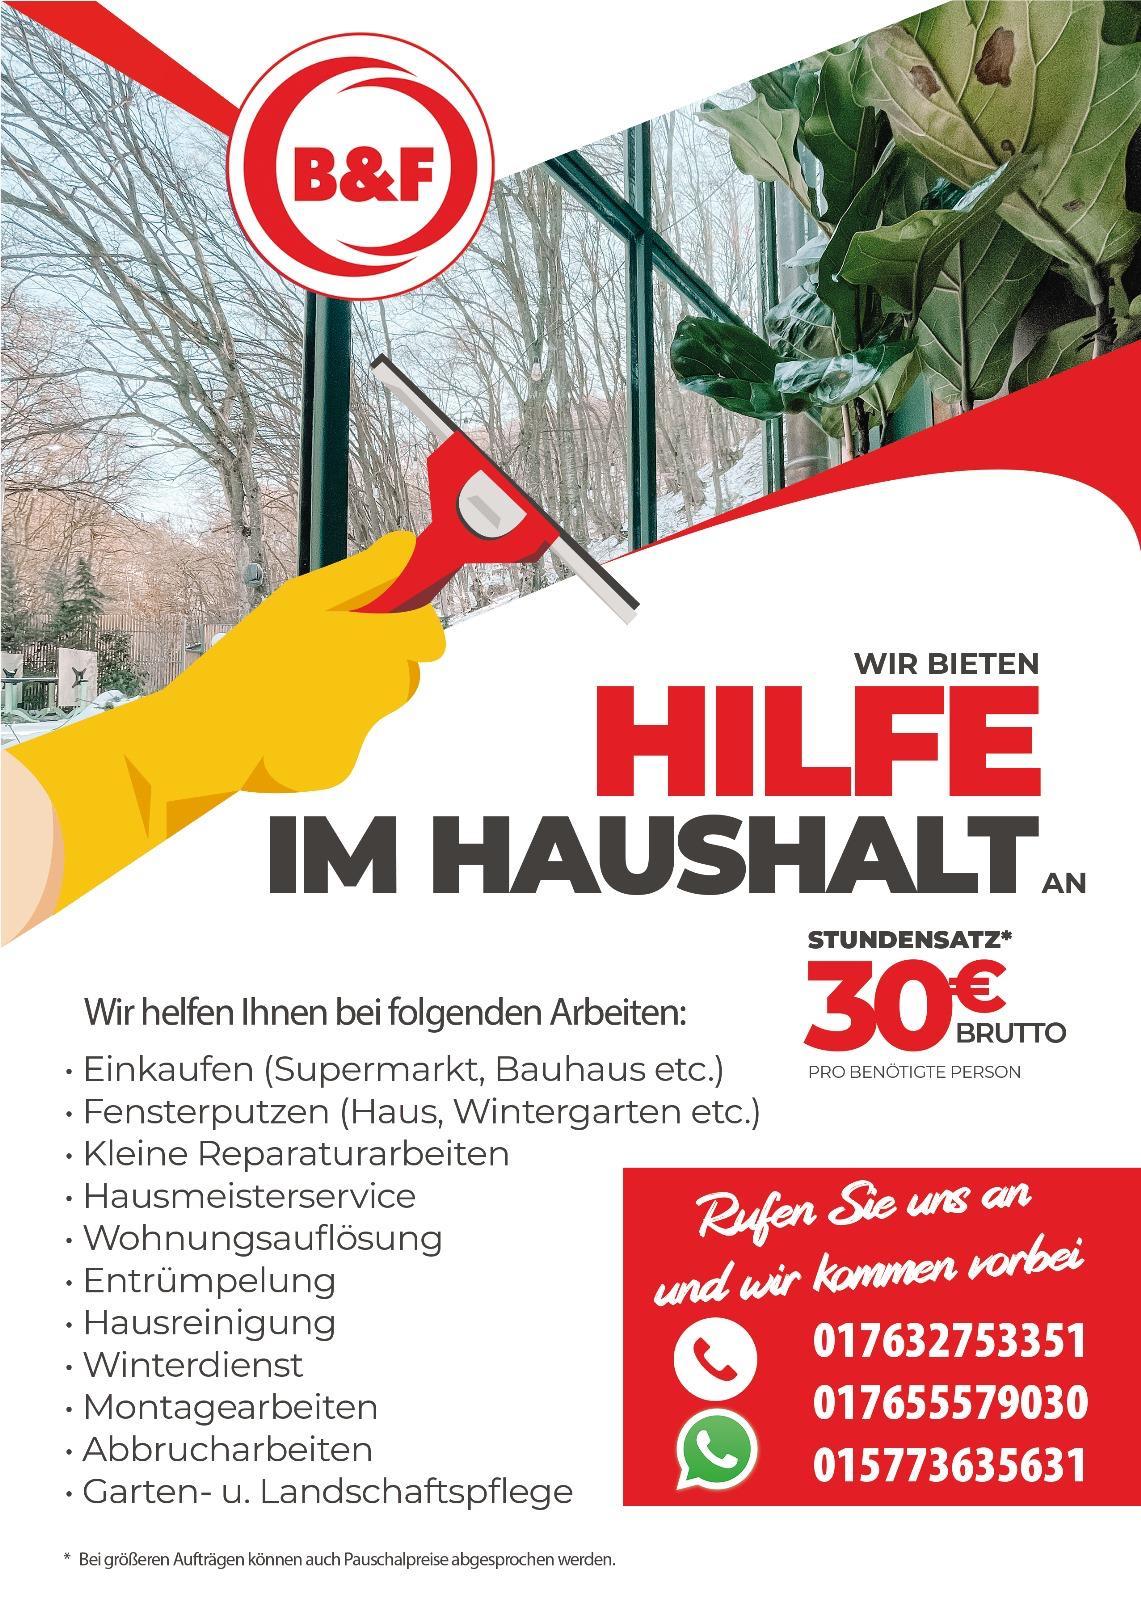 B&F
WIR BIETEN
HILFE
IM HAUSHALT AN
STUNDENSATZ*
30€
BRUTTO
PRO BENÖTIGTE PERSON
Wir helfen Ihnen bei folgenden Arbeiten:
• Einkaufen (Supermarkt, Bauhaus etc.)
• Fensterputzen (Haus, Wintergarten etc.)
• Kleine Reparaturarbeiten
• Hausmeisterservice
• Wohnungsauflösung
• Entrümpelung
• Hausreinigung
• Winterdienst
• Montagearbeiten
• Abbrucharbeiten
• Garten- u. Landschaftspflege
Rufen Sie uns an
und wir kommen vorbei
017632753351
017655579030
015773635631
* Bei größeren Aufträgen können auch Pauschalpreise abgesprochen werden.